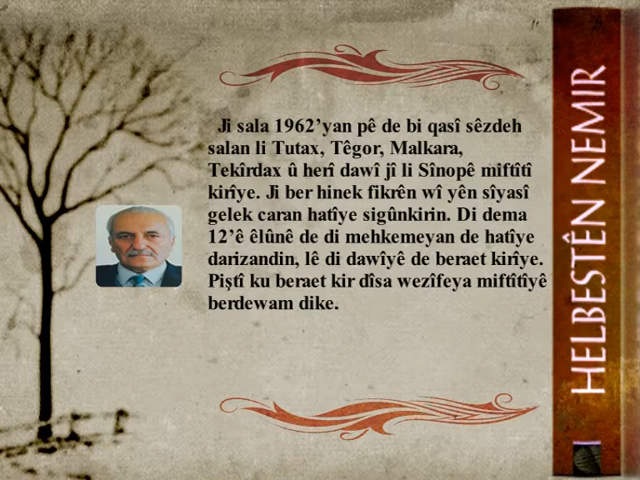 Ji sala 1962’yan pê de bi qasî sêzdeh
salan li Tutax, Têgor, Malkara,
Tekîrdax û herî dawî jî li Sînopê miftîtî
kirîye. Ji ber hinek fikrên wî yên sîyasî
gelek caran hatîye sigûnkirin. Di dema
12’ê êlûnê de di mehkemeyan de hatîye
darizandin, lê di dawîyê de beraet kirîye.
Piştî ku beraet kir dîsa wezîfeya miftîtîyê
berdewam dike.
HELBESTÊN NEMIR